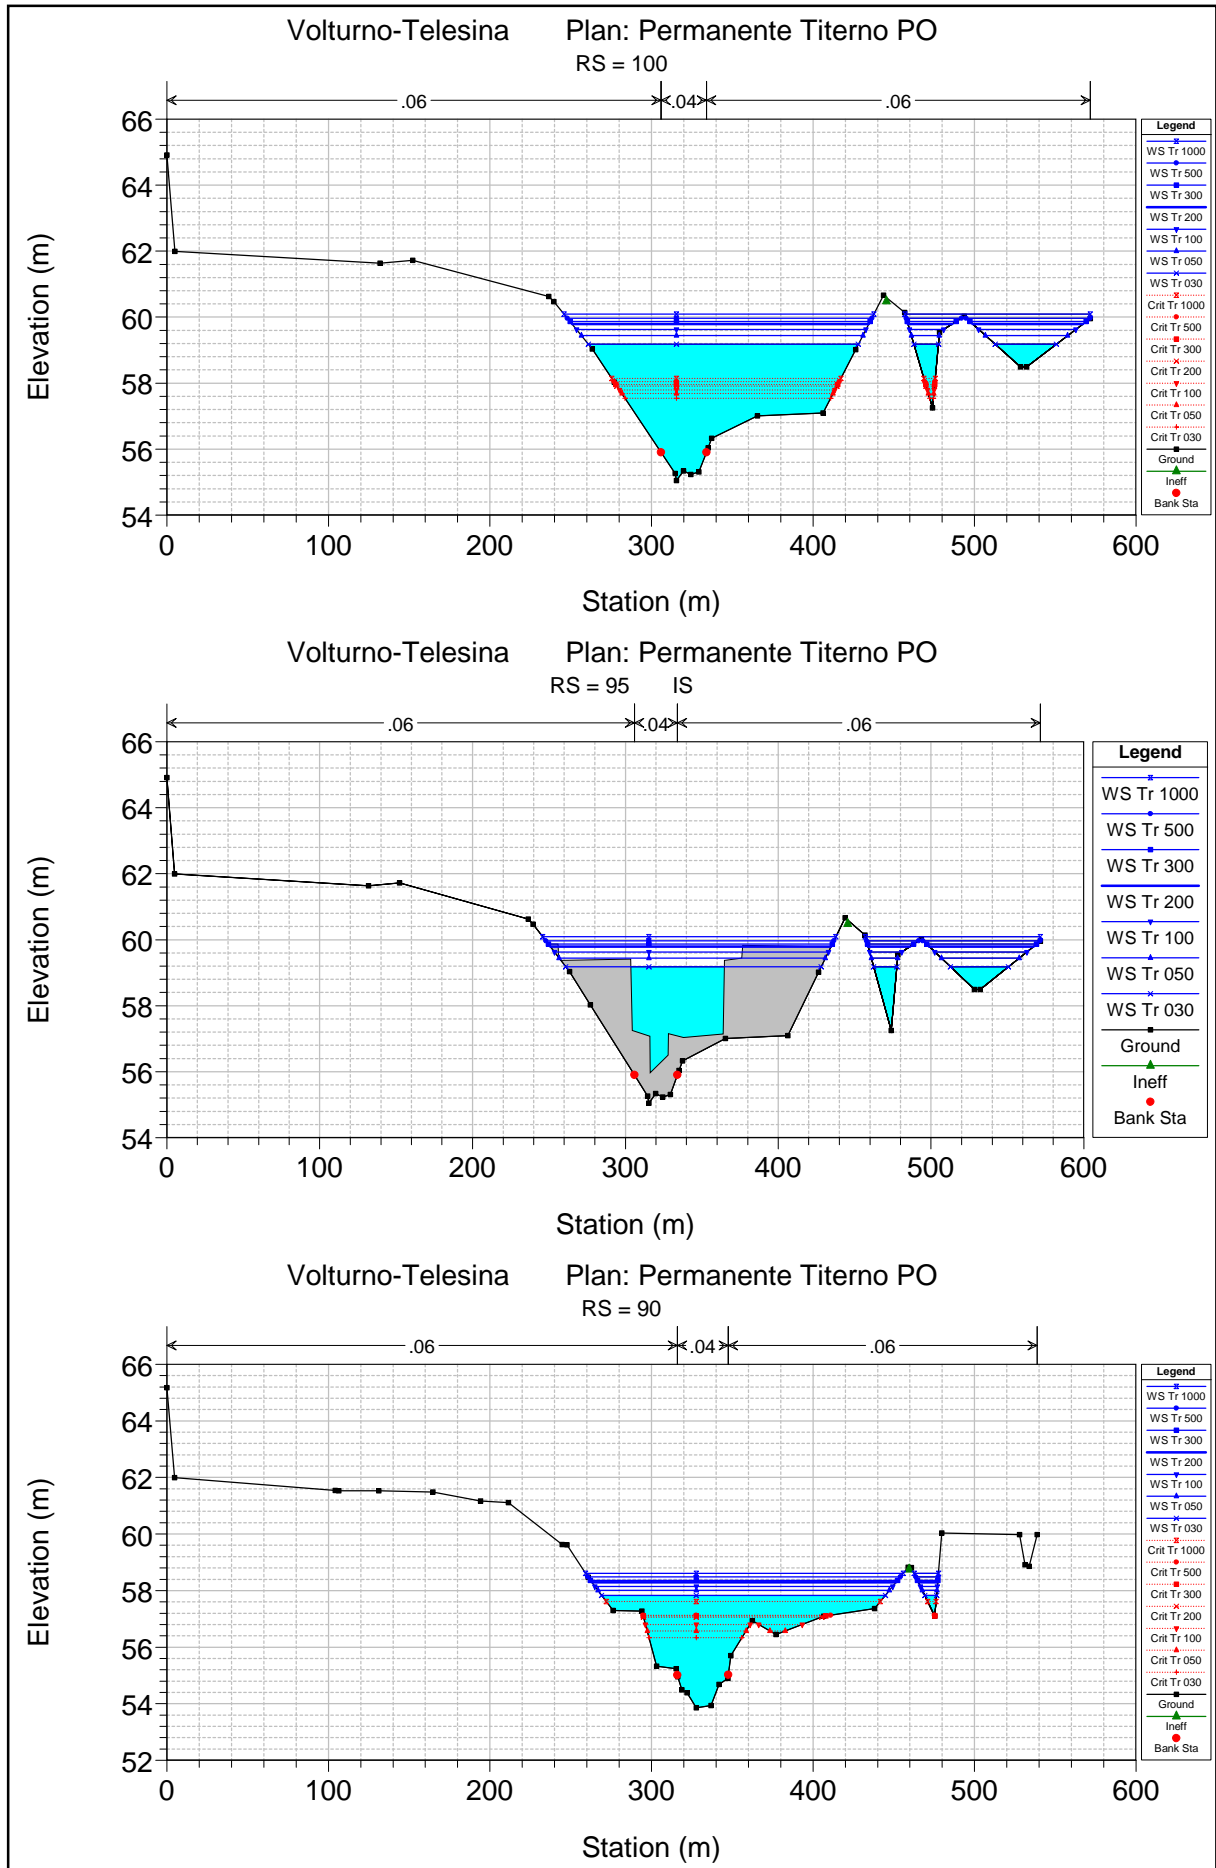 Volturno-Telesina Plan: Permanente Titerno PO
RS = 100
.06 .04 .06
Elevation (m)
66
64
62
60
58
56
54
0 100 200 300 400 500 600
Station (m)
Legend
WS Tr 1000
WS Tr 500
WS Tr 300
WS Tr 200
WS Tr 100
WS Tr 050
WS Tr 030
Crit Tr 1000
Crit Tr 500
Crit Tr 300
Crit Tr 200
Crit Tr 100
Crit Tr 050
Crit Tr 030
Ground
Ineff
Bank Sta
Volturno-Telesina Plan: Permanente Titerno PO
RS = 95 IS
.06 .04 .06
Elevation (m)
66
64
62
60
58
56
54
0 100 200 300 400 500 600
Station (m)
Legend
WS Tr 1000
WS Tr 500
WS Tr 300
WS Tr 200
WS Tr 100
WS Tr 050
WS Tr 030
Ground
Ineff
Bank Sta
Volturno-Telesina Plan: Permanente Titerno PO
RS = 90
.06 .04 .06
Elevation (m)
66
64
62
60
58
56
54
52
0 100 200 300 400 500 600
Station (m)
Legend
WS Tr 1000
WS Tr 500
WS Tr 300
WS Tr 200
WS Tr 100
WS Tr 050
WS Tr 030
Crit Tr 1000
Crit Tr 500
Crit Tr 300
Crit Tr 200
Crit Tr 100
Crit Tr 050
Crit Tr 030
Ground
Ineff
Bank Sta